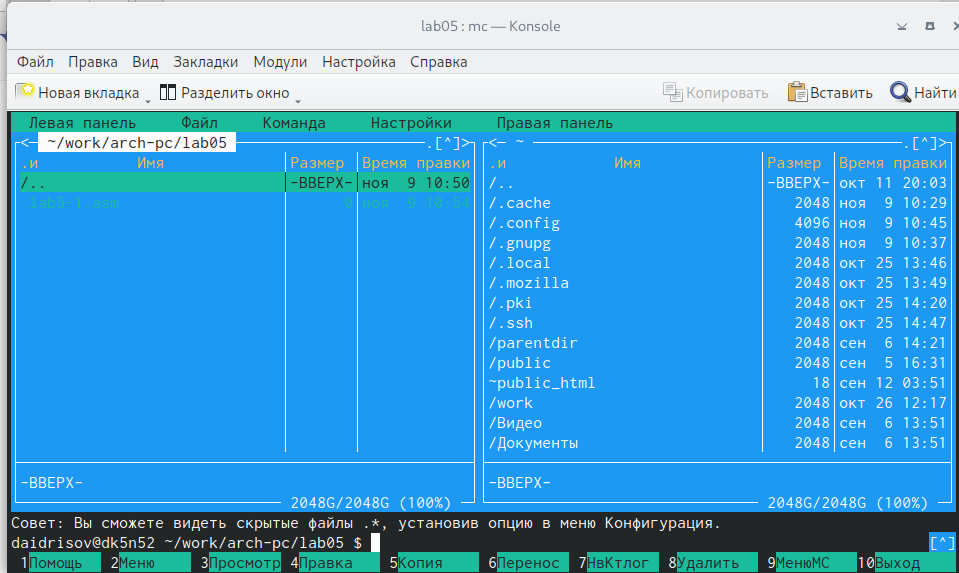 lab05 : mc — Konsole
Файл Правка Вид Закладки Модули Настройка Справка
Новая вкладка Разделить окно Копировать Вставить Найти
Левая панель Файл Команда Настройки Правая панель
<— ~/work/arch-pc/lab05 .[^]> <— ~ .[^]>
.и Имя Размер Время правки .и Имя Размер Время правки
/.. -ВВЕРХ- ноя 9 10:50 /.. -ВВЕРХ- окт 11 20:03
lab5-1.asm 0 ноя 9 10:54 /.cache 2048 ноя 9 10:29
/.config 4096 ноя 9 10:45
/.gnupg 2048 ноя 9 10:37
/.local 2048 окт 25 13:46
/.mozilla 2048 окт 25 13:49
/.pki 2048 окт 25 14:20
/.ssh 2048 окт 25 14:47
/parentdir 2048 сен 6 14:21
/public 2048 сен 5 16:31
~public_html 18 сен 12 03:51
/work 2048 окт 26 12:17
/Видео 2048 сен 6 13:51
/Документы 2048 сен 6 13:51
-ВВЕРХ- -ВВЕРХ-
2048G/2048G (100%) 2048G/2048G (100%)
Совет: Вы сможете видеть скрытые файлы .*, установив опцию в меню Конфигурация.
daidrisov@dk5n52 ~/work/arch-pc/lab05 $ [^]
1Помощь 2Меню 3Просмотр 4Правка 5Копия 6Перенос 7НвКтлог 8Удалить 9МенюМС 10Выход